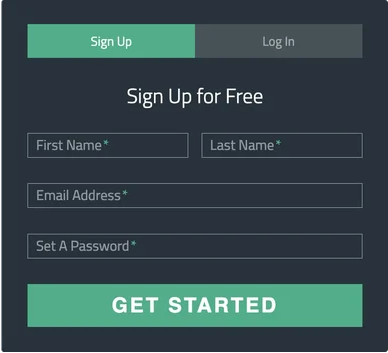 Sign Up Log In
Sign Up for Free
First Name* Last Name*
Email Address*
Set A Password*
GET STARTED